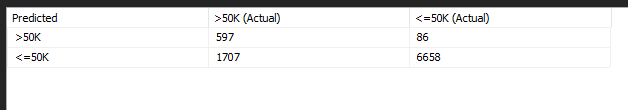 Predicted >50K (Actual) <=50K (Actual)
>50K 597 86
<=50K 1707 6658